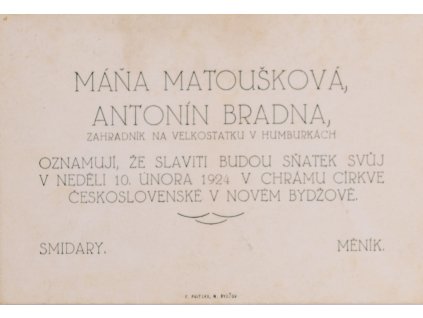 MÁŇA MATOUŠKOVÁ,
ANTONÍN BRADNA,
ZAHRADNÍK NA VELKOSTATKU V HUMBURKÁCH
OZNAMUJÍ, ŽE SLAVITI BUDOU SŇATEK SVŮJ
V NEDĚLI 10. ÚNORA 1924 V CHRÁMU CÍRKVE
ČESKOSLOVENSKÉ V NOVÉM BYDŽOVĚ.
SMIDARY. MĚNÍK.
N. BYDŽOV